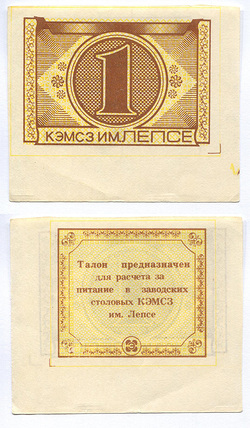 1
КЭМСЗ ИМ.ЛЕПСЕ
Талон предназначен
для расчета за
питание в заводских
столовых КЭМСЗ
им. Лепсе